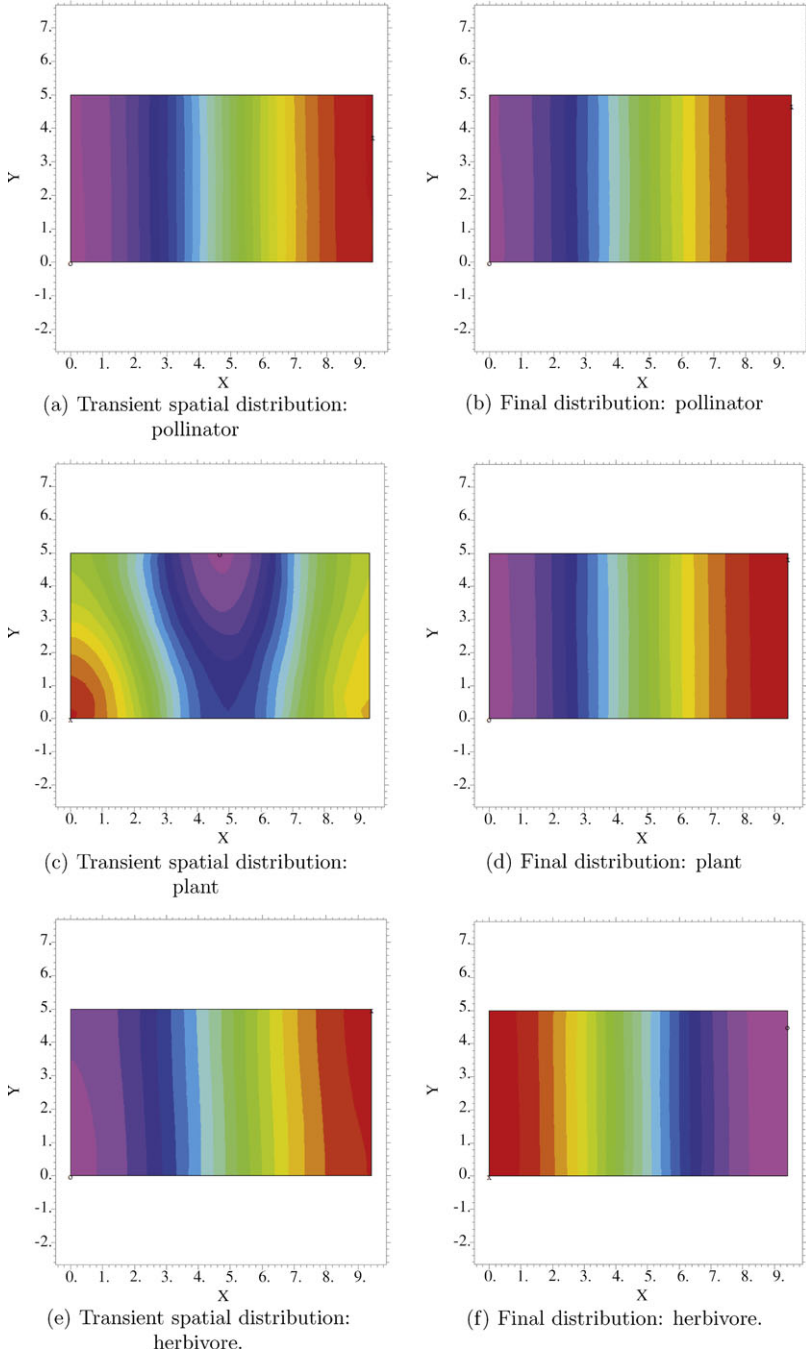 7.
6.
5.
4.
3.
2.
1.
0.
-1.
-2.
Y
0. 1. 2. 3. 4. 5. 6. 7. 8. 9.
X
(a) Transient spatial distribution:
pollinator
7.
6.
5.
4.
3.
2.
1.
0.
-1.
-2.
Y
x
o
0. 1. 2. 3. 4. 5. 6. 7. 8. 9.
X
(b) Final distribution: pollinator
7.
6.
5.
4.
3.
2.
1.
0.
-1.
-2.
Y
0. 1. 2. 3. 4. 5. 6. 7. 8. 9.
X
(c) Transient spatial distribution:
plant
7.
6.
5.
4.
3.
2.
1.
0.
-1.
-2.
Y
x
o
0. 1. 2. 3. 4. 5. 6. 7. 8. 9.
X
(d) Final distribution: plant
7.
6.
5.
4.
3.
2.
1.
0.
-1.
-2.
Y
x
o
0. 1. 2. 3. 4. 5. 6. 7. 8. 9.
X
(e) Transient spatial distribution:
herbivore.
7.
6.
5.
4.
3.
2.
1.
0.
-1.
-2.
Y
o
x
0. 1. 2. 3. 4. 5. 6. 7. 8. 9.
X
(f) Final distribution: herbivore.